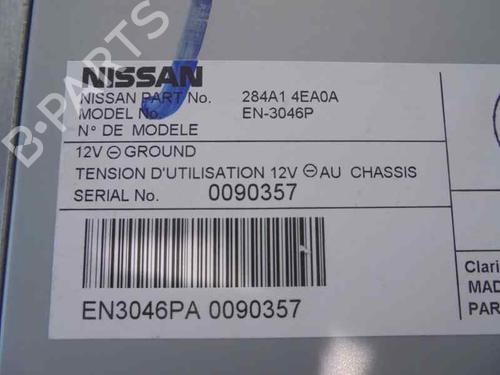 NISSAN
NISSAN PART No. 284A1 4EA0A
MODEL No. EN-3046P
N° DE MODELE
12V ⊖ GROUND
TENSION D'UTILISATION 12V ⊖ AU CHASSIS
SERIAL No. 0090357
EN3046PA 0090357
Clari
MAD
PAR
B-PARTS